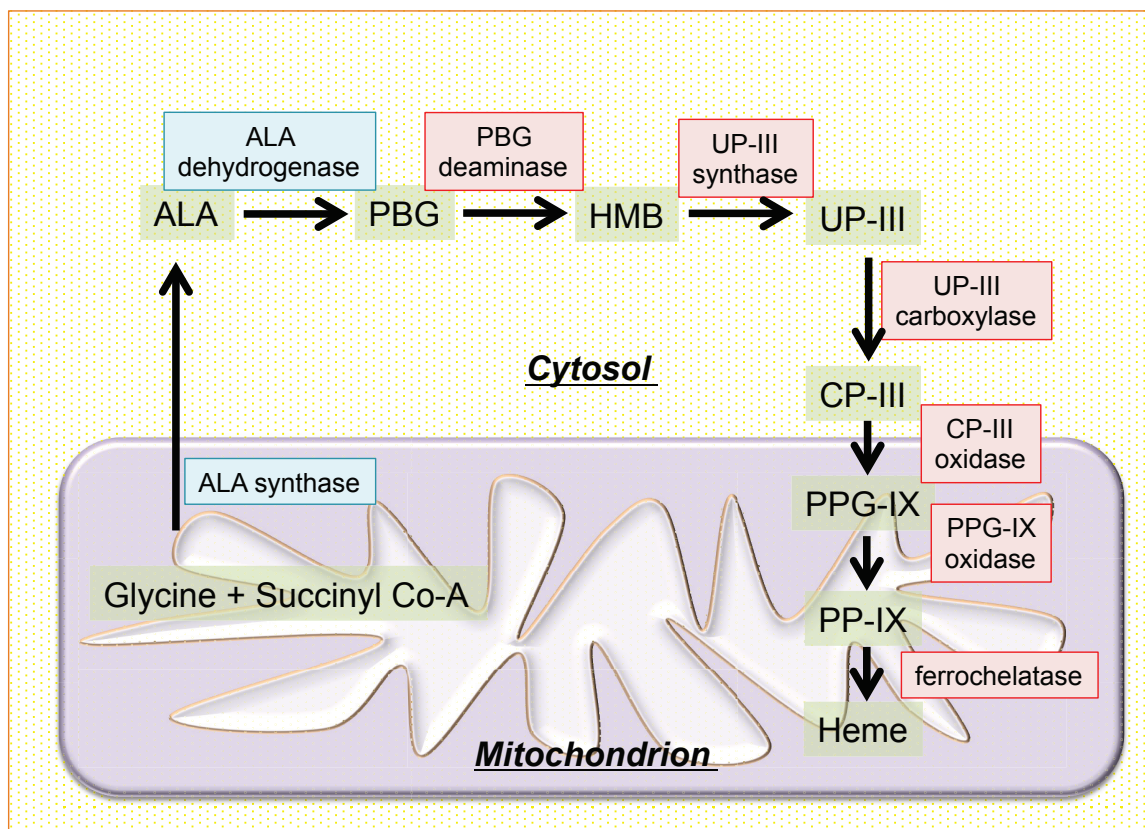 ALA
dehydrogenase
PBG
deaminase
UP-III
synthase
ALA
PBG
HMB
UP-III
UP-III
carboxylase
Cytosol
CP-III
CP-III
oxidase
ALA synthase
PPG-IX
PPG-IX
oxidase
Glycine + Succinyl Co-A
PP-IX
ferrochelatase
Heme
Mitochondrion